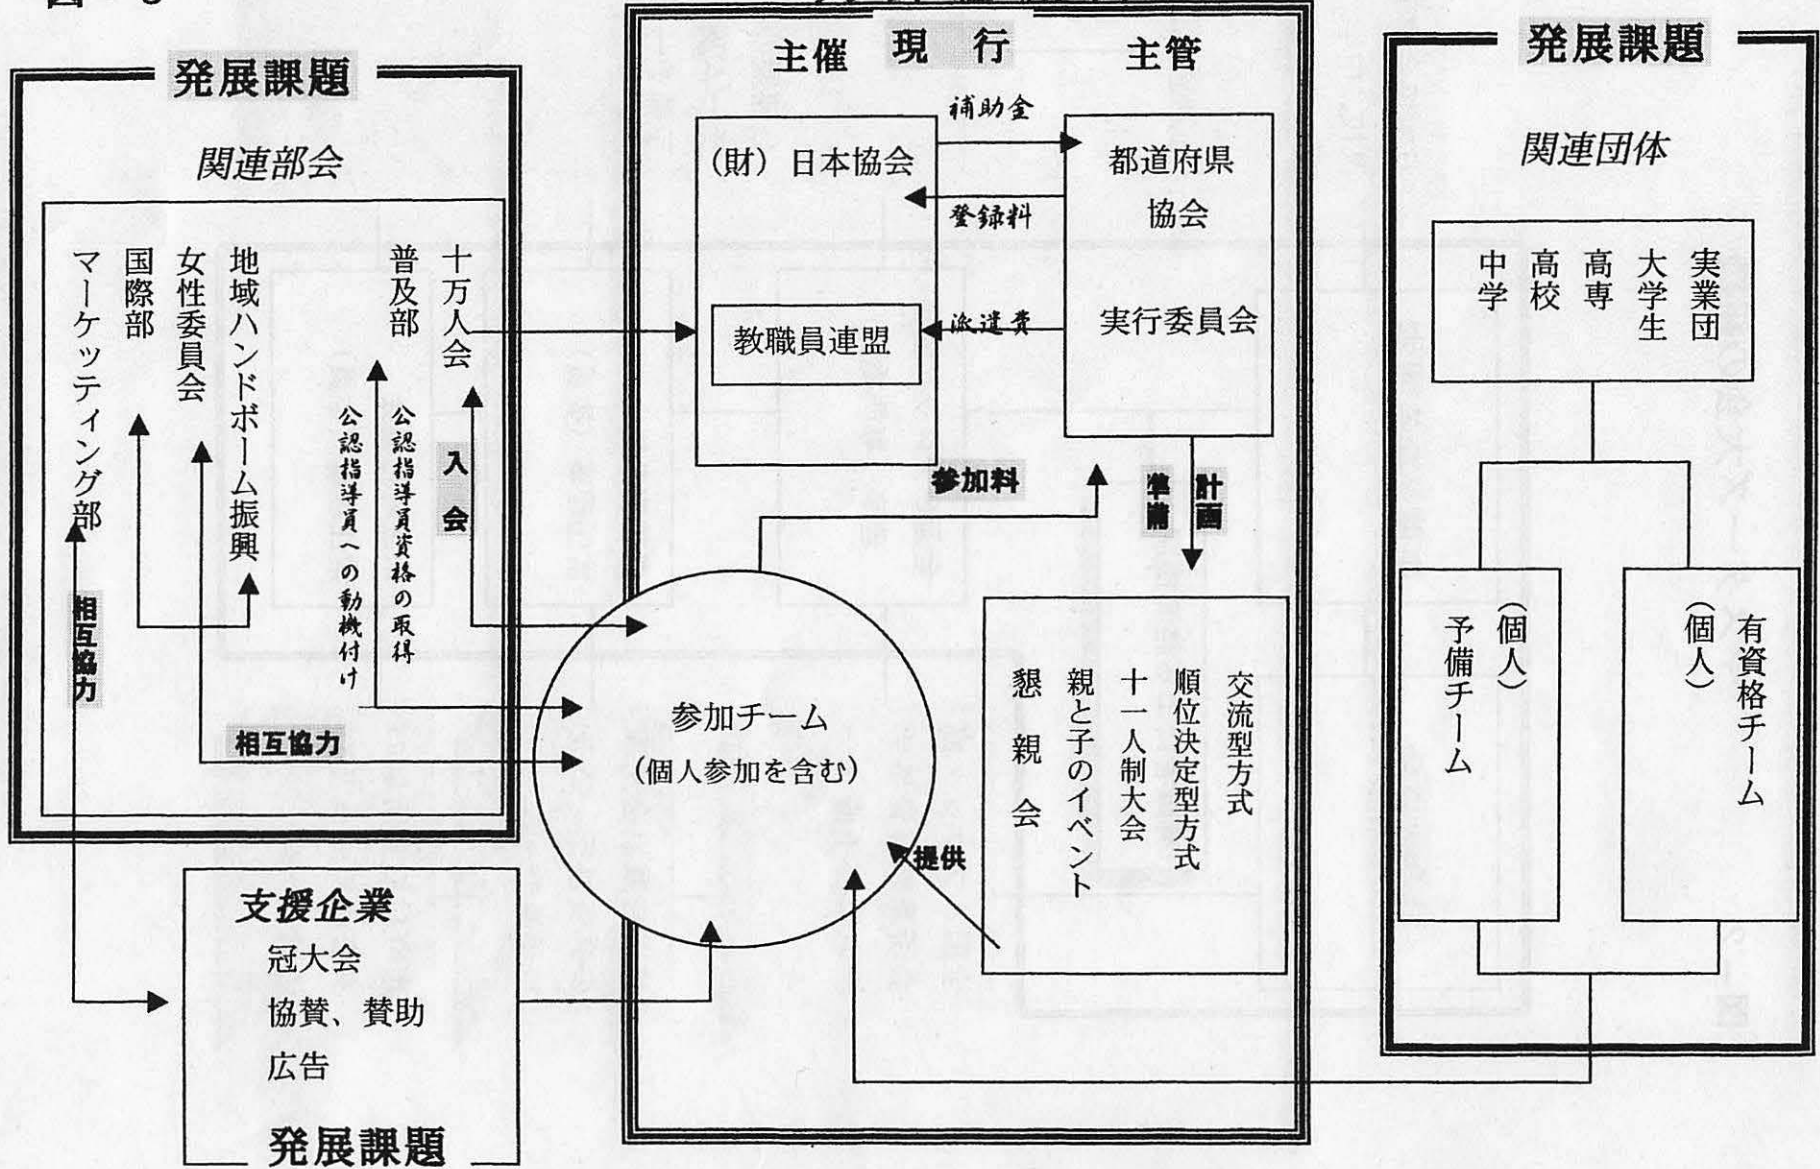 発展課題
関連部会
十万人会
普及部
地域ハンドボーム振興
女性委員会
国際部
マーケッティング部
入会
公認指導員資格の取得
公認指導員への動機付け
相互協力
相互協力
支援企業
冠大会
協賛、賛助
広告
発展課題
現 行
主催
主管
(財)日本協会
教職員連盟
補助金
登録料
派遣費
都道府県
協会
実行委員会
参加料
計画
準備
参加チーム
(個人参加を含む)
提供
交流型方式
順位決定型方式
十一人制大会
親と子のイベント
懇 親 会
発展課題
関連団体
実業団
大学生
高専
高校
中学
有資格チーム
(個人)
(個人)
予備チーム